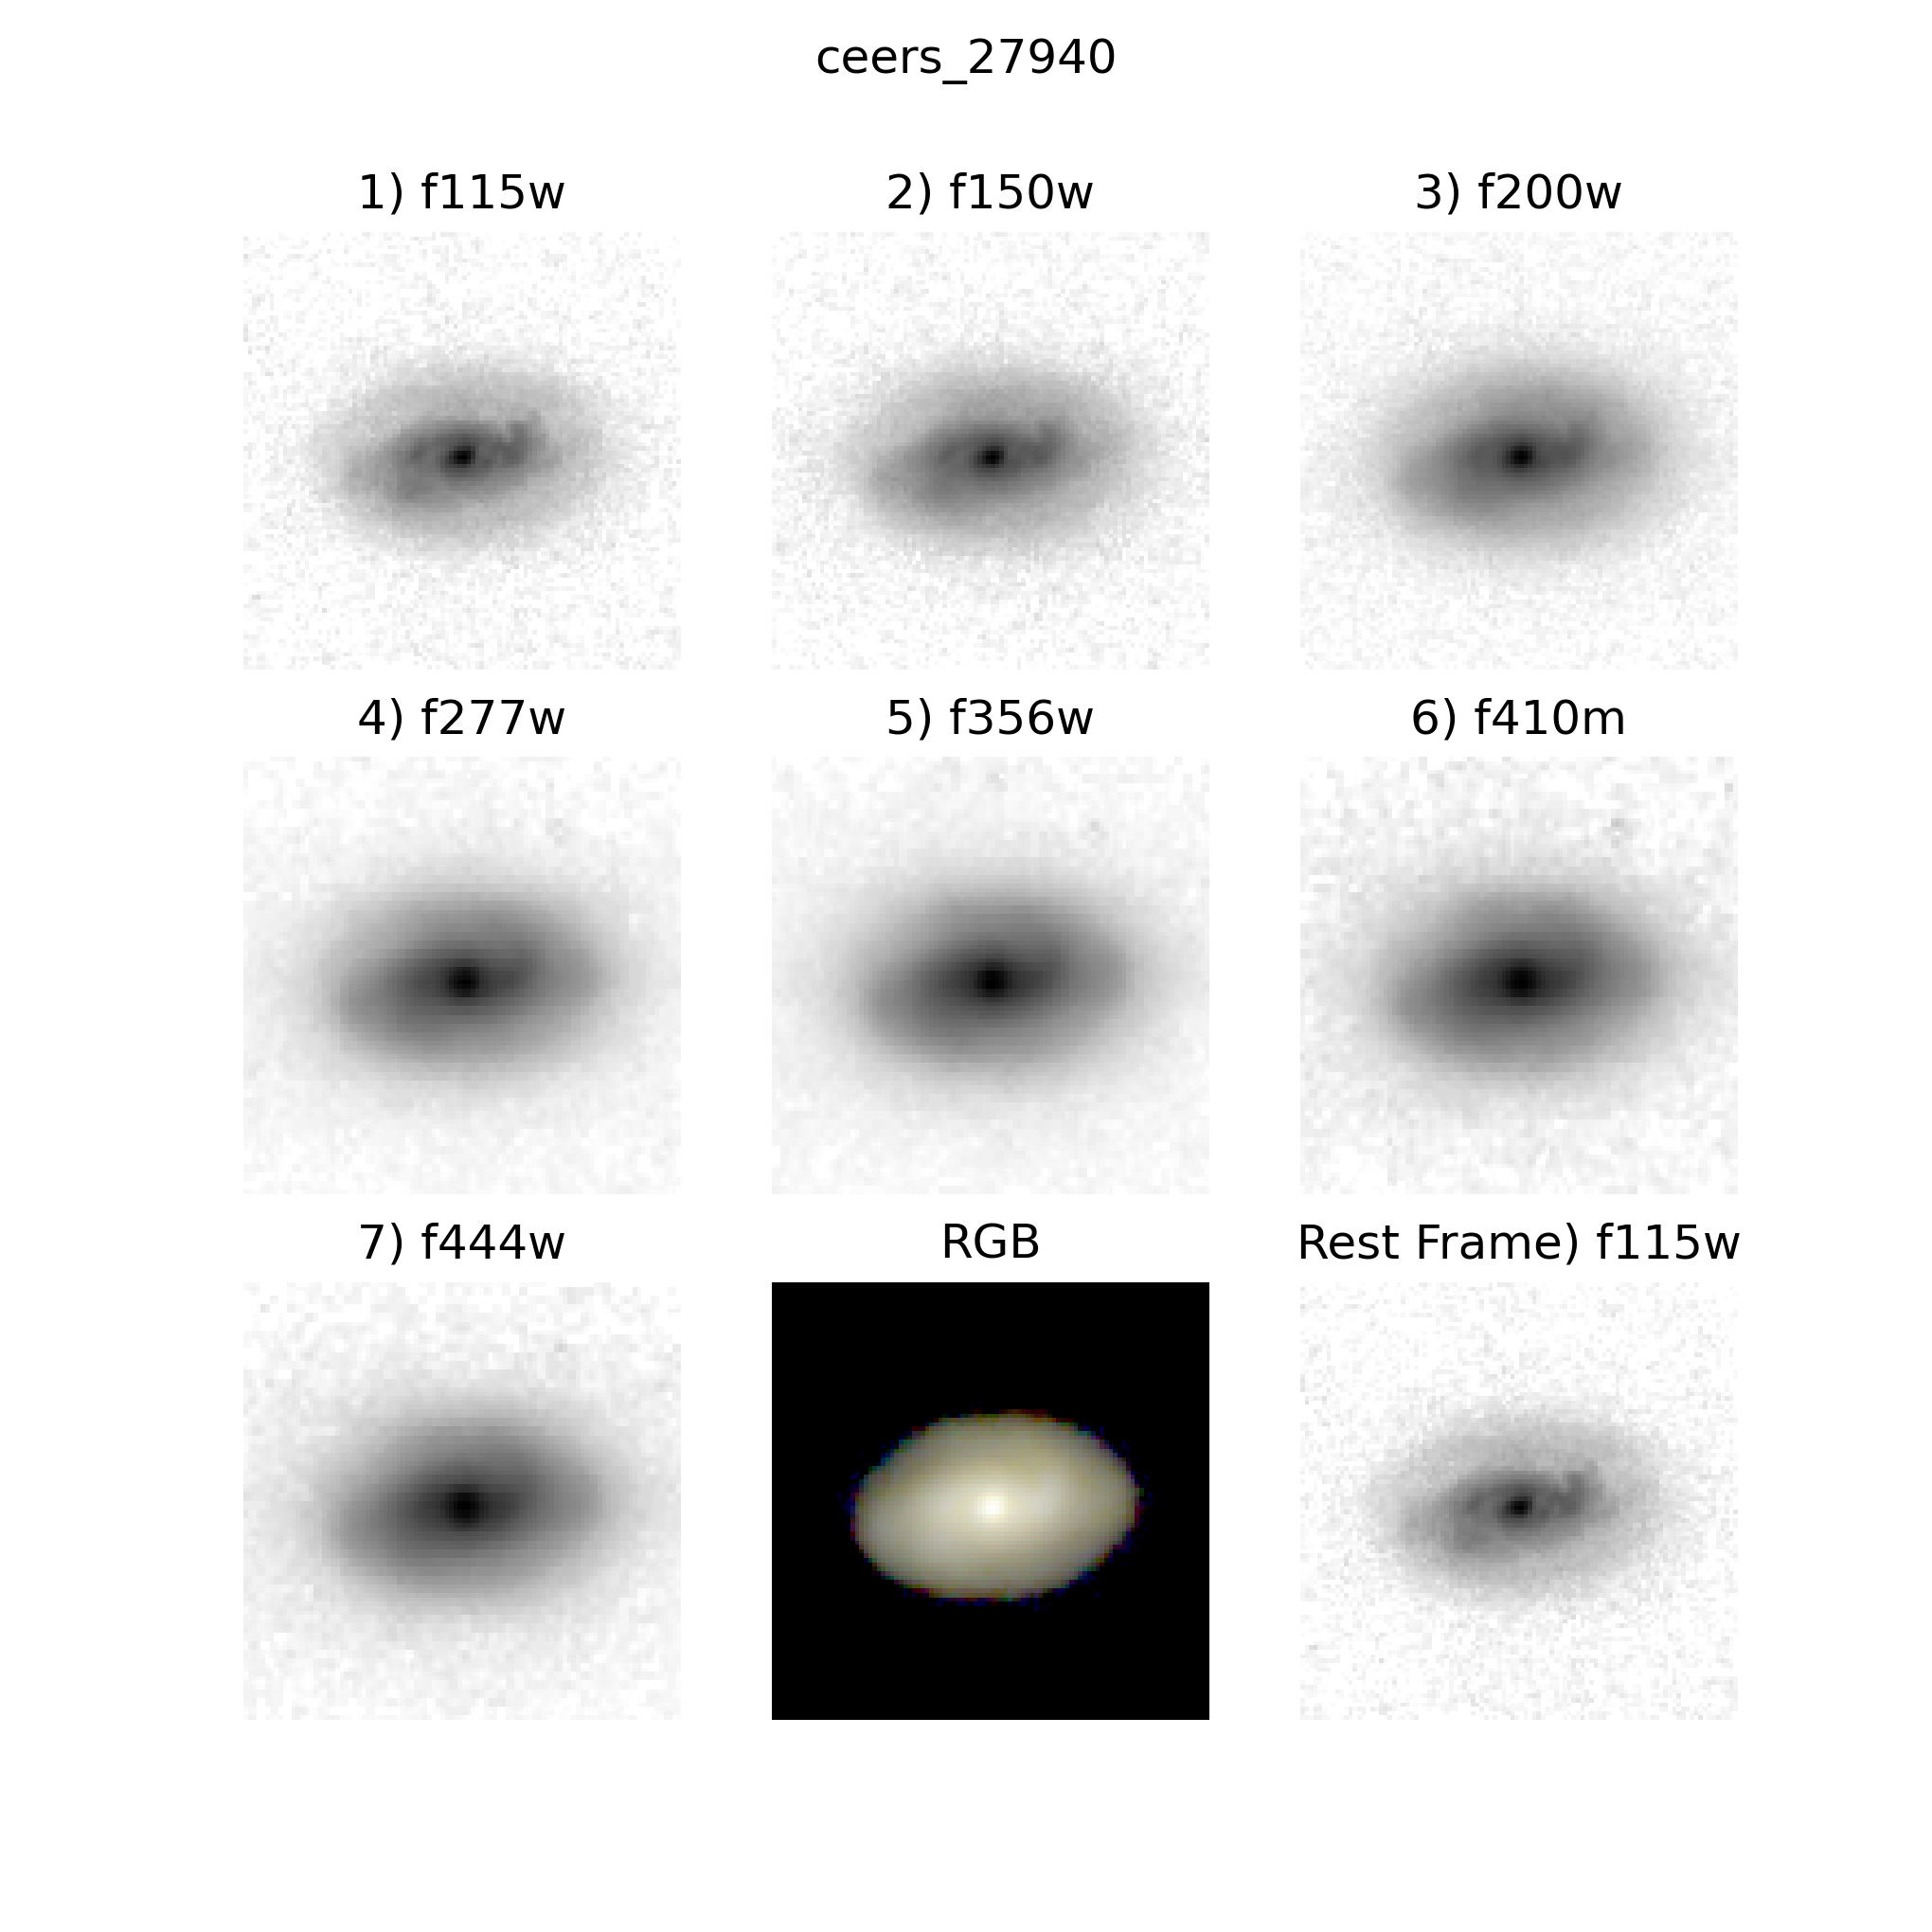 ceers_27940
1) f115w
2) f150w
3) f200w
4) f277w
5) f356w
6) f410m
7) f444w
RGB
Rest Frame) f115w